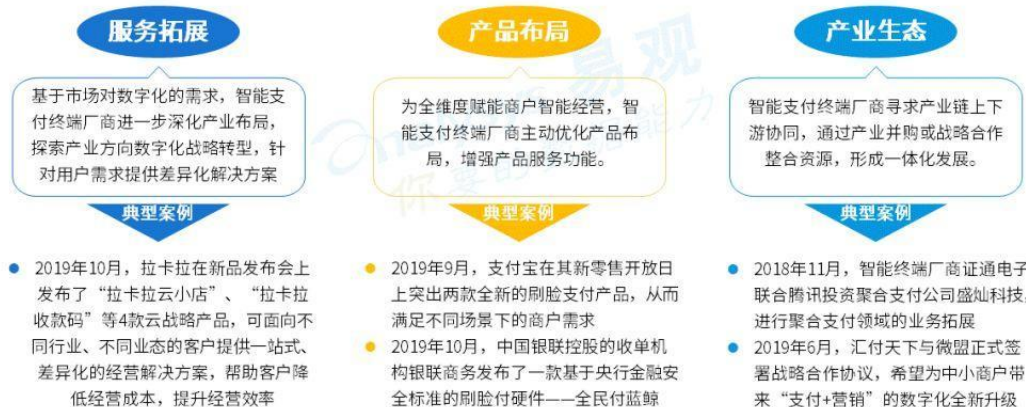 服务拓展
基于市场对数字化的需求，智能支
付终端厂商进一步深化产业布局，
探索产业方向数字化战略转型，针
对用户需求提供差异化解决方案
典型案例
2019年10月，拉卡拉在新品发布会上
发布了“拉卡拉云小店”、“拉卡拉
收款码”等4款云战略产品，可面向不
同行业、不同业态的客户提供一站式、
差异化的经营解决方案，帮助客户降
低经营成本，提升经营效率
产品布局
为全维度赋能商户智能经营，智
能支付终端厂商主动优化产品布
局，增强产品服务功能。
典型案例
2019年9月，支付宝在其新零售开放日
上突出两款全新的刷脸支付产品，从而
满足不同场景下的商户需求
2019年10月，中国银联控股的收单机
构银联商务发布了一款基于央行金融安
全标准的刷脸付硬件——全民付蓝鲸
产业生态
智能支付终端厂商寻求产业链上下
游协同，通过产业并购或战略合作
整合资源，形成一体化发展。
典型案例
2018年11月，智能终端厂商证通电子
联合腾讯投资聚合支付公司盛灿科技，
进行聚合支付领域的业务拓展
2019年6月，汇付天下与微盟正式签
署战略合作协议，希望为中小商户带
来“支付+营销”的数字化全新升级
易观